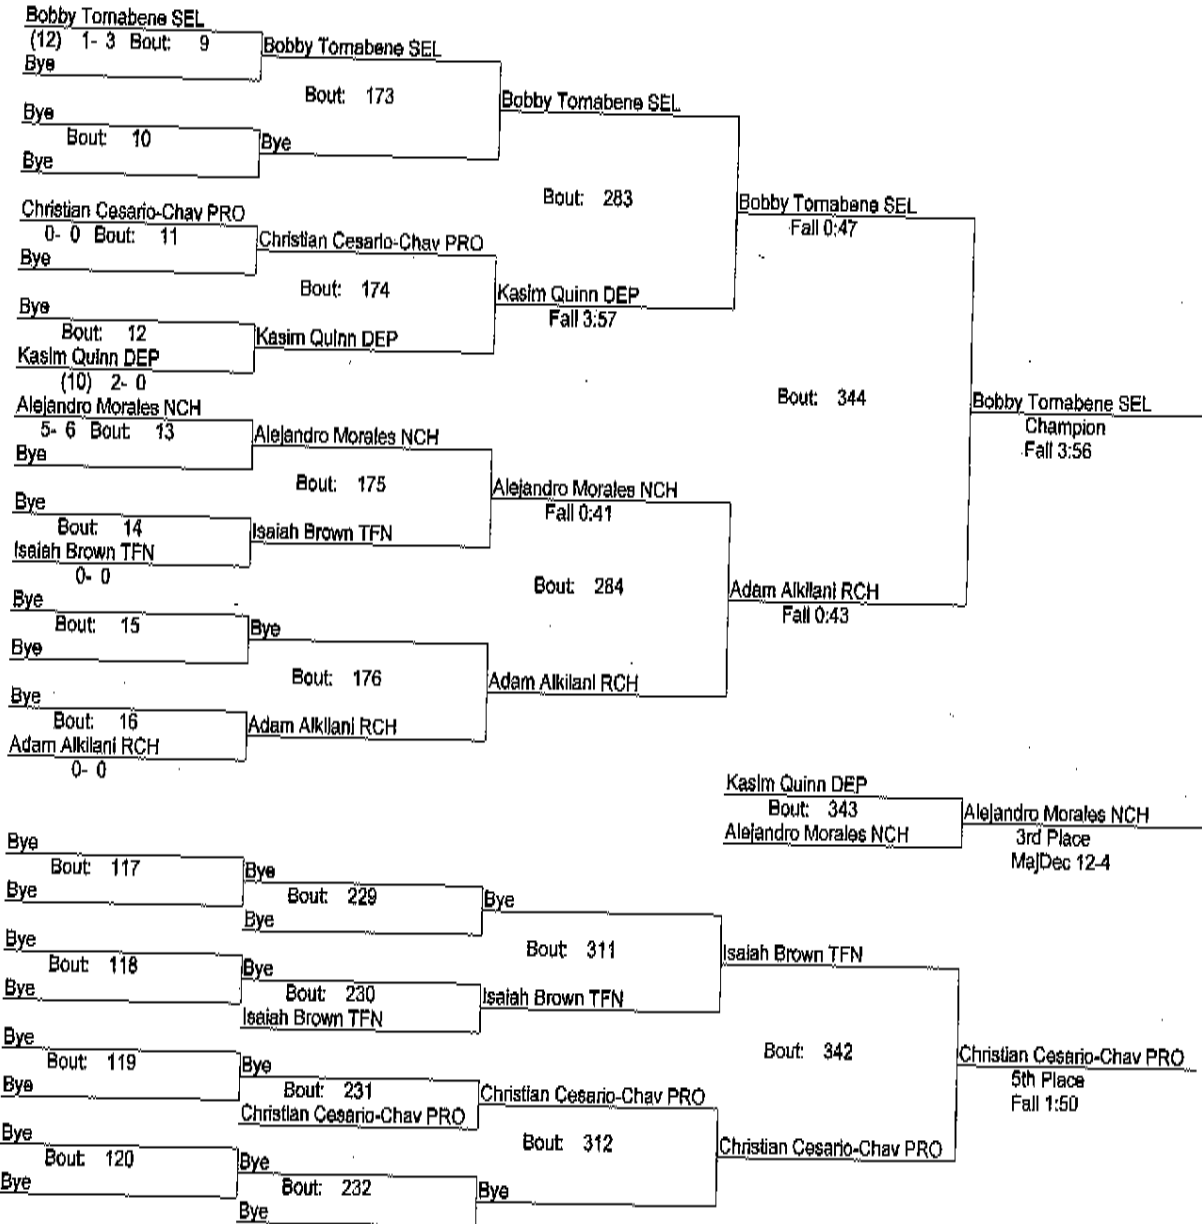 Bobby Tornabene SEL
(12) 1- 3 Bout: 9
Bye
Bobby Tornabene SEL
Bout: 173
Bye
Bout: 10
Bye
Bye
Bobby Tornabene SEL
Bout: 283
Christian Cesario-Chav PRO
0- 0 Bout: 11
Bye
Christian Cesario-Chav PRO
Bout: 174
Bye
Bout: 12
Kasim Quinn DEP
(10) 2- 0
Kasim Quinn DEP
Kasim Quinn DEP
Fall 3:57
Bobby Tornabene SEL
Fall 0:47
Bout: 344
Alejandro Morales NCH
5- 6 Bout: 13
Bye
Alejandro Morales NCH
Bout: 175
Bye
Bout: 14
Isaiah Brown TFN
0- 0
Isaiah Brown TFN
Alejandro Morales NCH
Fall 0:41
Bout: 284
Bye
Bout: 15
Bye
Bye
Bout: 176
Bye
Bout: 16
Adam Alkilani RCH
0- 0
Adam Alkilani RCH
Adam Alkilani RCH
Adam Alkilani RCH
Fall 0:43
Bobby Tornabene SEL
Champion
Fall 3:56
Kasim Quinn DEP
Bout: 343
Alejandro Morales NCH
Alejandro Morales NCH
3rd Place
MajDec 12-4
Bye
Bout: 117
Bye
Bye
Bout: 229
Bye
Bye
Bout: 311
Bye
Bout: 118
Bye
Bye
Bout: 230
Isaiah Brown TFN
Isaiah Brown TFN
Isaiah Brown TFN
Bout: 342
Bye
Bout: 119
Bye
Bye
Bout: 231
Christian Cesario-Chav PRO
Christian Cesario-Chav PRO
Bout: 312
Bye
Bout: 120
Bye
Bye
Bout: 232
Bye
Bye
Christian Cesario-Chav PRO
Christian Cesario-Chav PRO
5th Place
Fall 1:50